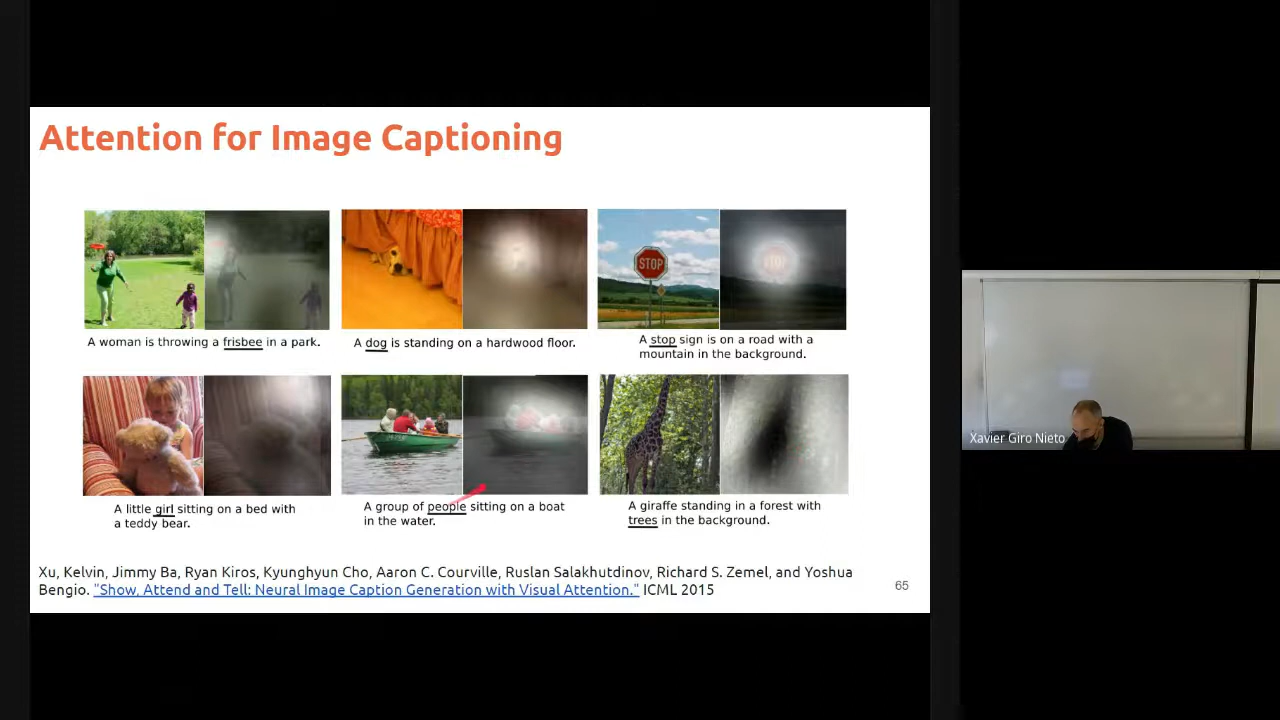 Attention for Image Captioning
A woman is throwing a frisbee in a park.
A dog is standing on a hardwood floor.
STOP
A stop sign is on a road with a
mountain in the background.
A little girl sitting on a bed with
a teddy bear.
A group of people sitting on a boat
in the water.
A giraffe standing in a forest with
trees in the background.
Xu, Kelvin, Jimmy Ba, Ryan Kiros, Kyunghyun Cho, Aaron C. Courville, Ruslan Salakhutdinov, Richard S. Zemel, and Yoshua
Bengio. "Show, Attend and Tell: Neural Image Caption Generation with Visual Attention." ICML 2015
65
Xavier Giro Nieto